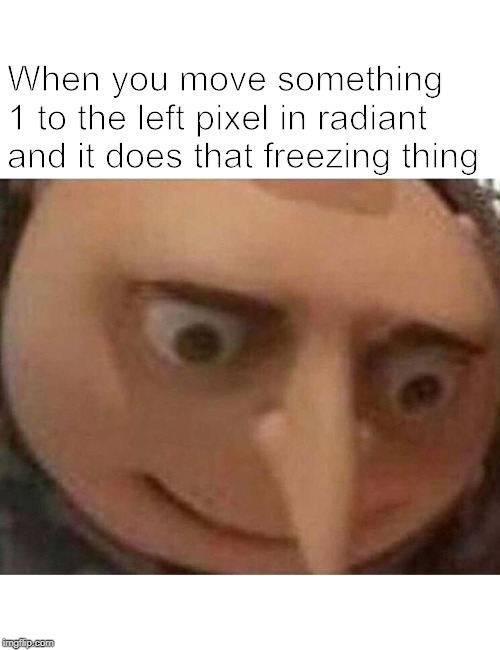 When you move something
1 to the left pixel in radiant
and it does that freezing thing
imgflip.com